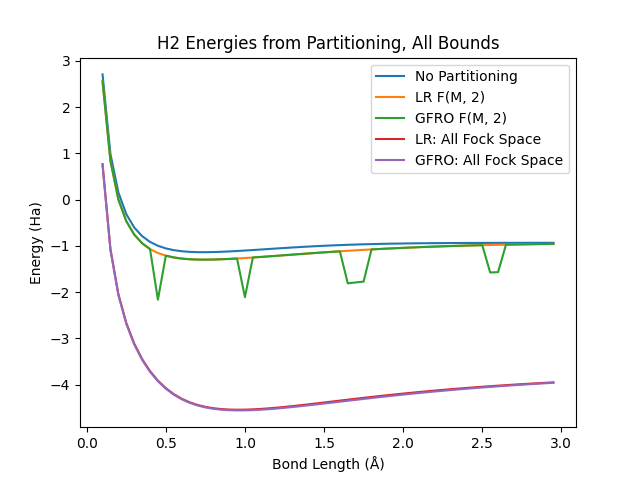 H2 Energies from Partitioning, All Bounds
No Partitioning
LR F(M, 2)
GFRO F(M, 2)
LR: All Fock Space
GFRO: All Fock Space
Energy (Ha)
3
2
1
0
−1
−2
−3
−4
0.0 0.5 1.0 1.5 2.0 2.5 3.0
Bond Length (Å)